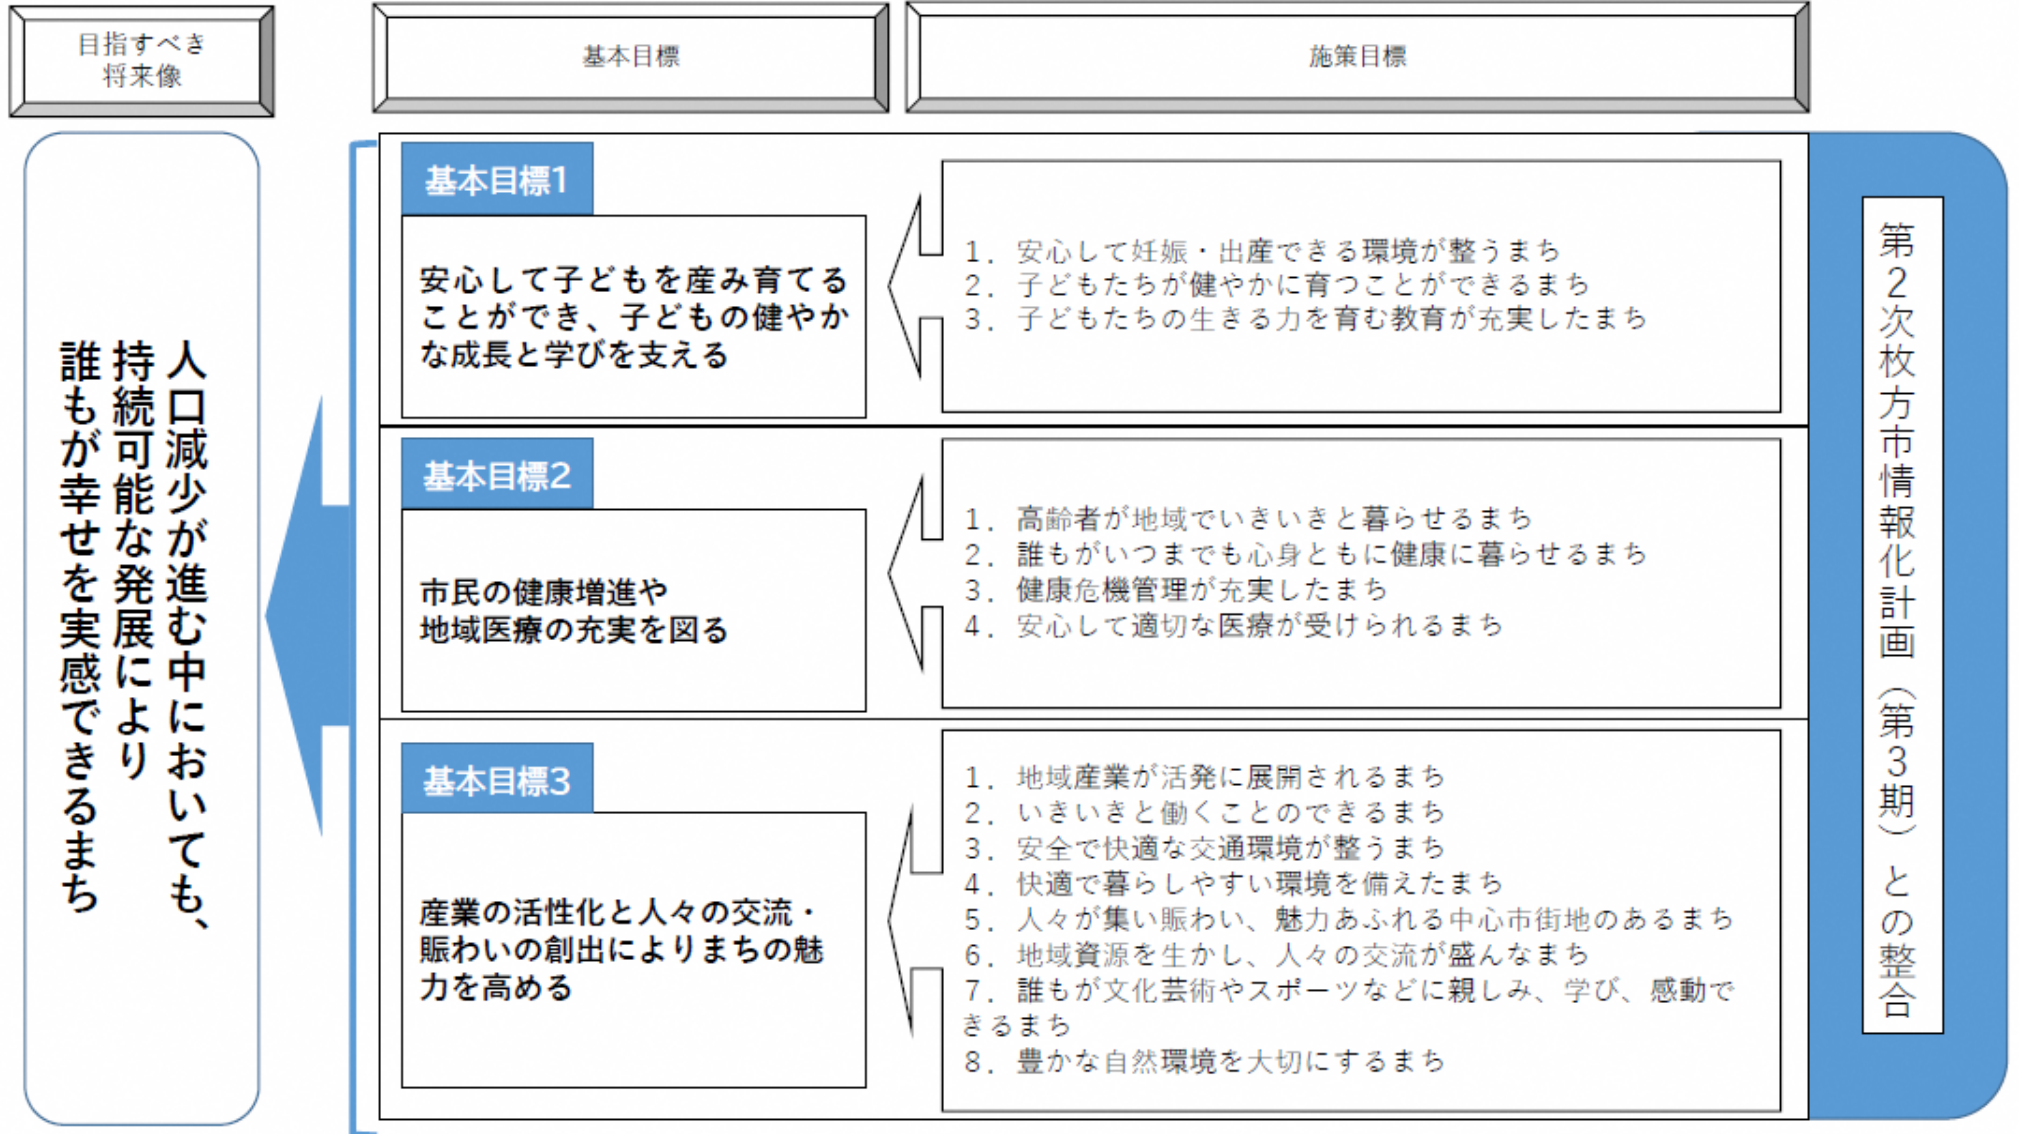 目指すべき
将来像
基本目標
施策目標
人口減少が進む中においても、
持続可能な発展により
誰もが幸せを実感できるまち
基本目標1
安心して子どもを産み育てる
ことができ、子どもの健やか
な成長と学びを支える
1．安心して妊娠・出産できる環境が整うまち
2．子どもたちが健やかに育つことができるまち
3．子どもたちの生きる力を育む教育が充実したまち
基本目標2
市民の健康増進や
地域医療の充実を図る
1．高齢者が地域でいきいきと暮らせるまち
2．誰もがいつまでも心身ともに健康に暮らせるまち
3．健康危機管理が充実したまち
4．安心して適切な医療が受けられるまち
基本目標3
産業の活性化と人々の交流・
賑わいの創出によりまちの魅
力を高める
1．地域産業が活発に展開されるまち
2．いきいきと働くことのできるまち
3．安全で快適な交通環境が整うまち
4．快適で暮らしやすい環境を備えたまち
5．人々が集い賑わい、魅力あふれる中心市街地のあるまち
6．地域資源を生かし、人々の交流が盛んなまち
7．誰もが文化芸術やスポーツなどに親しみ、学び、感動で
きるまち
8．豊かな自然環境を大切にするまち
第2次枚方市情報化計画（第3期）との整合